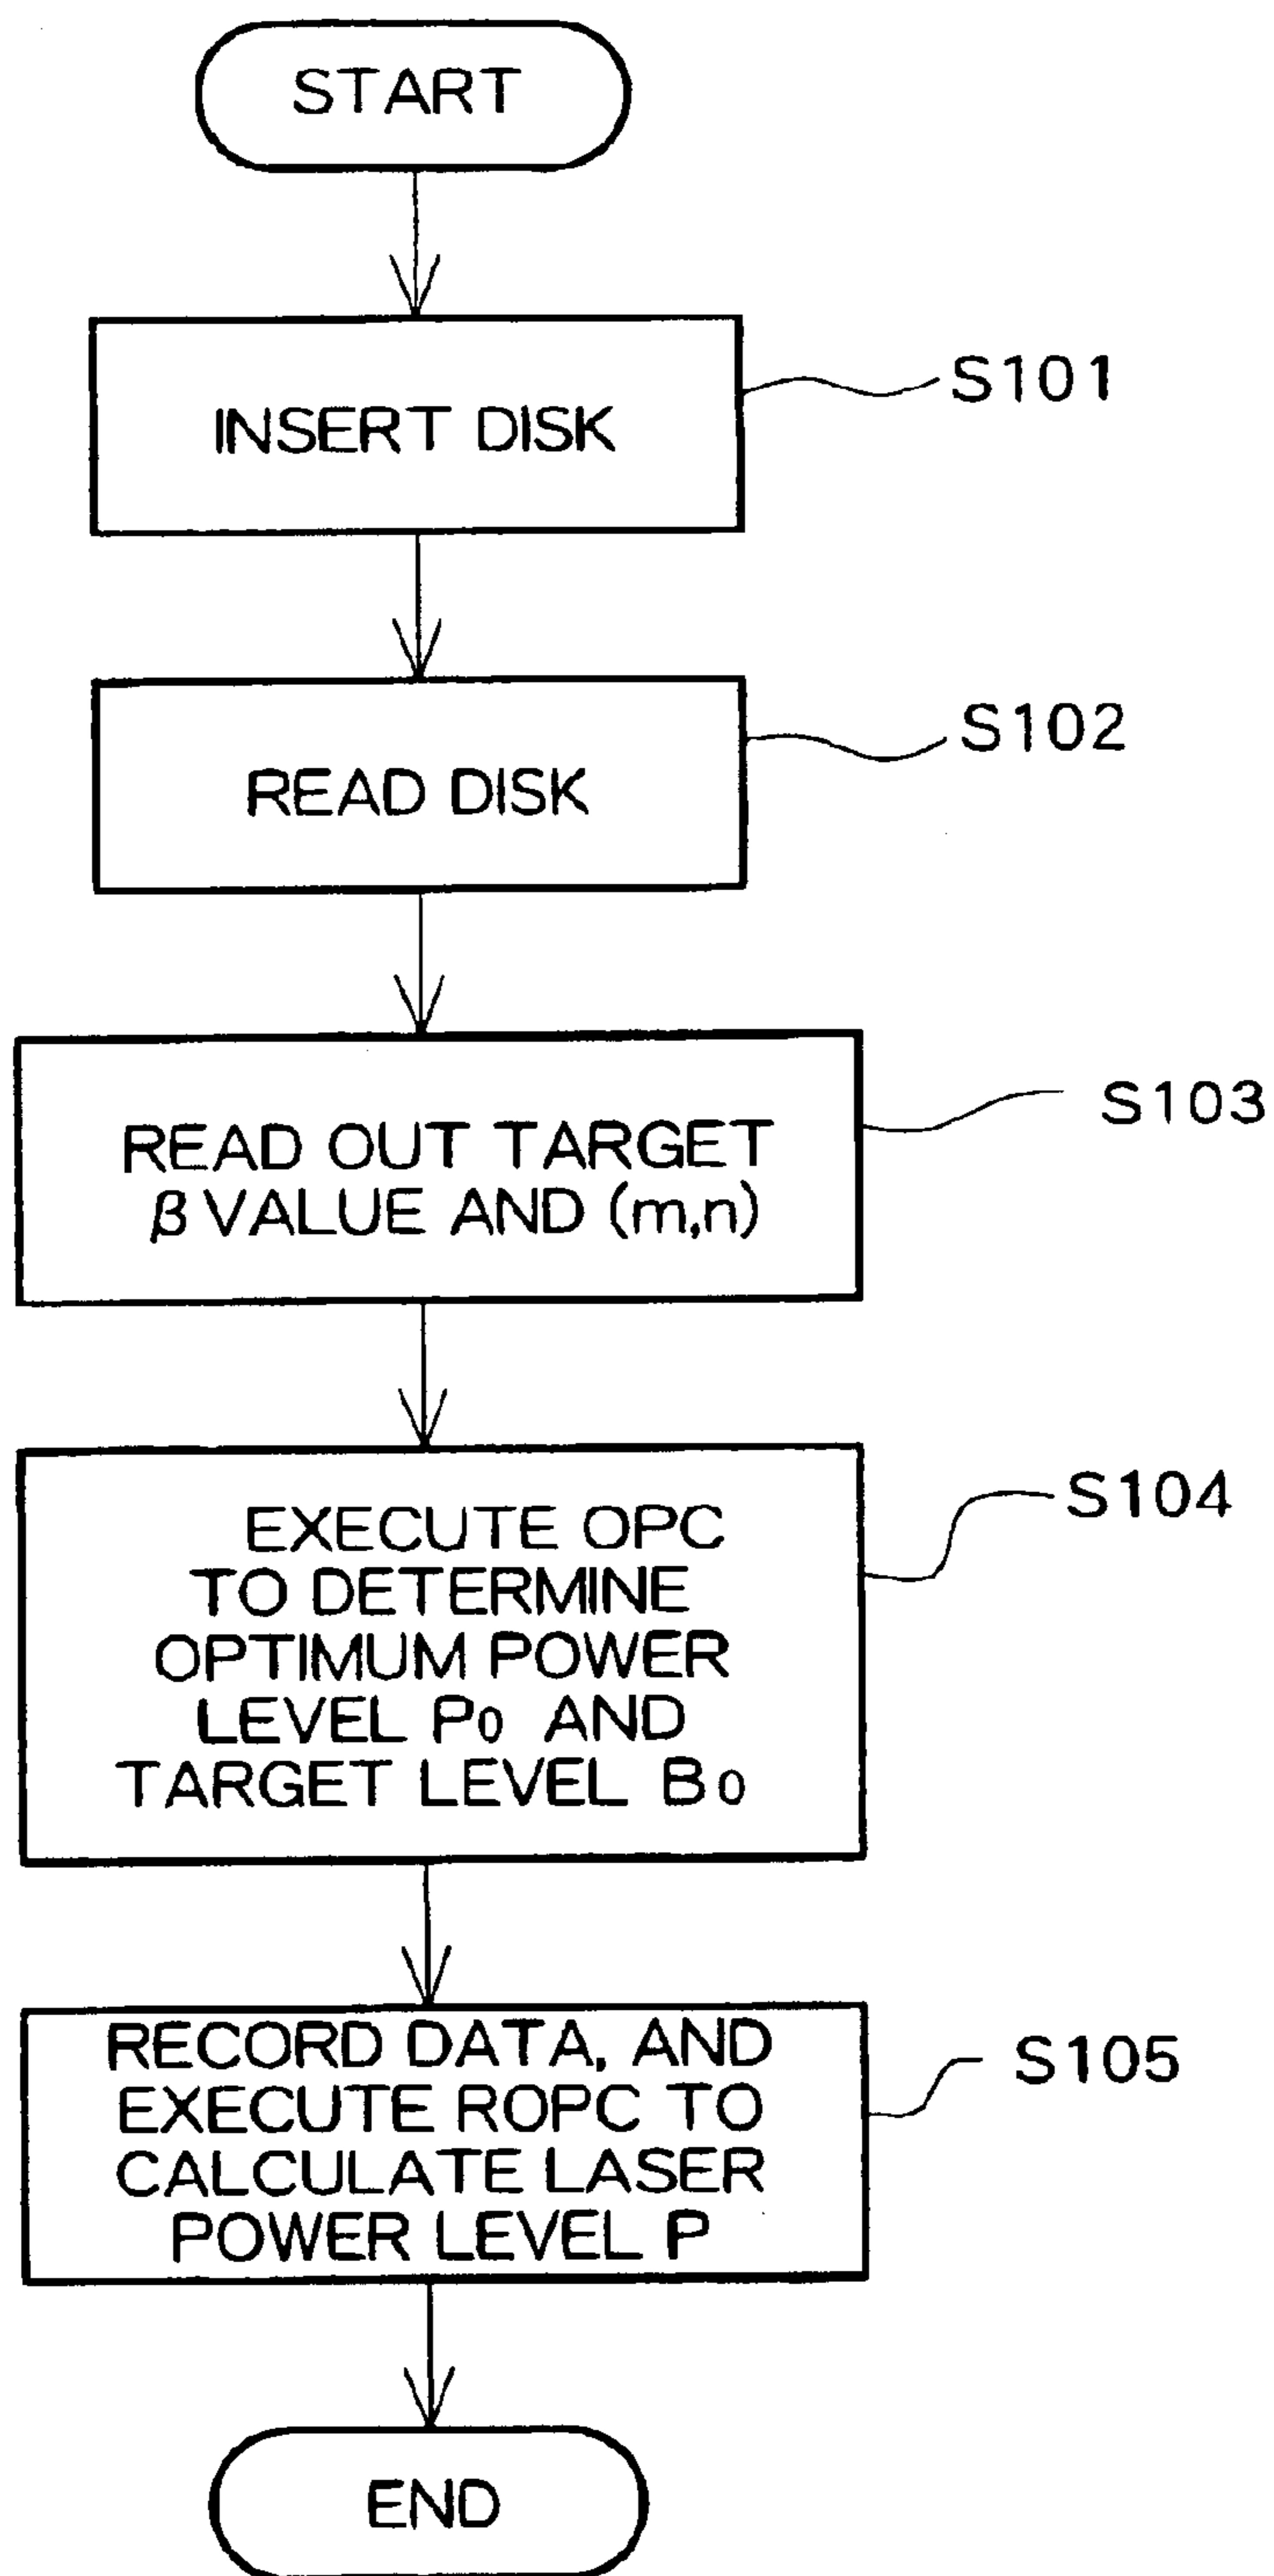 START
INSERT DISK
S101
READ DISK
S102
READ OUT TARGET
β VALUE AND (m,n)
S103
EXECUTE OPC
TO DETERMINE
OPTIMUM POWER
LEVEL P₀ AND
TARGET LEVEL B₀
S104
RECORD DATA, AND
EXECUTE ROPC TO
CALCULATE LASER
POWER LEVEL P
S105
END